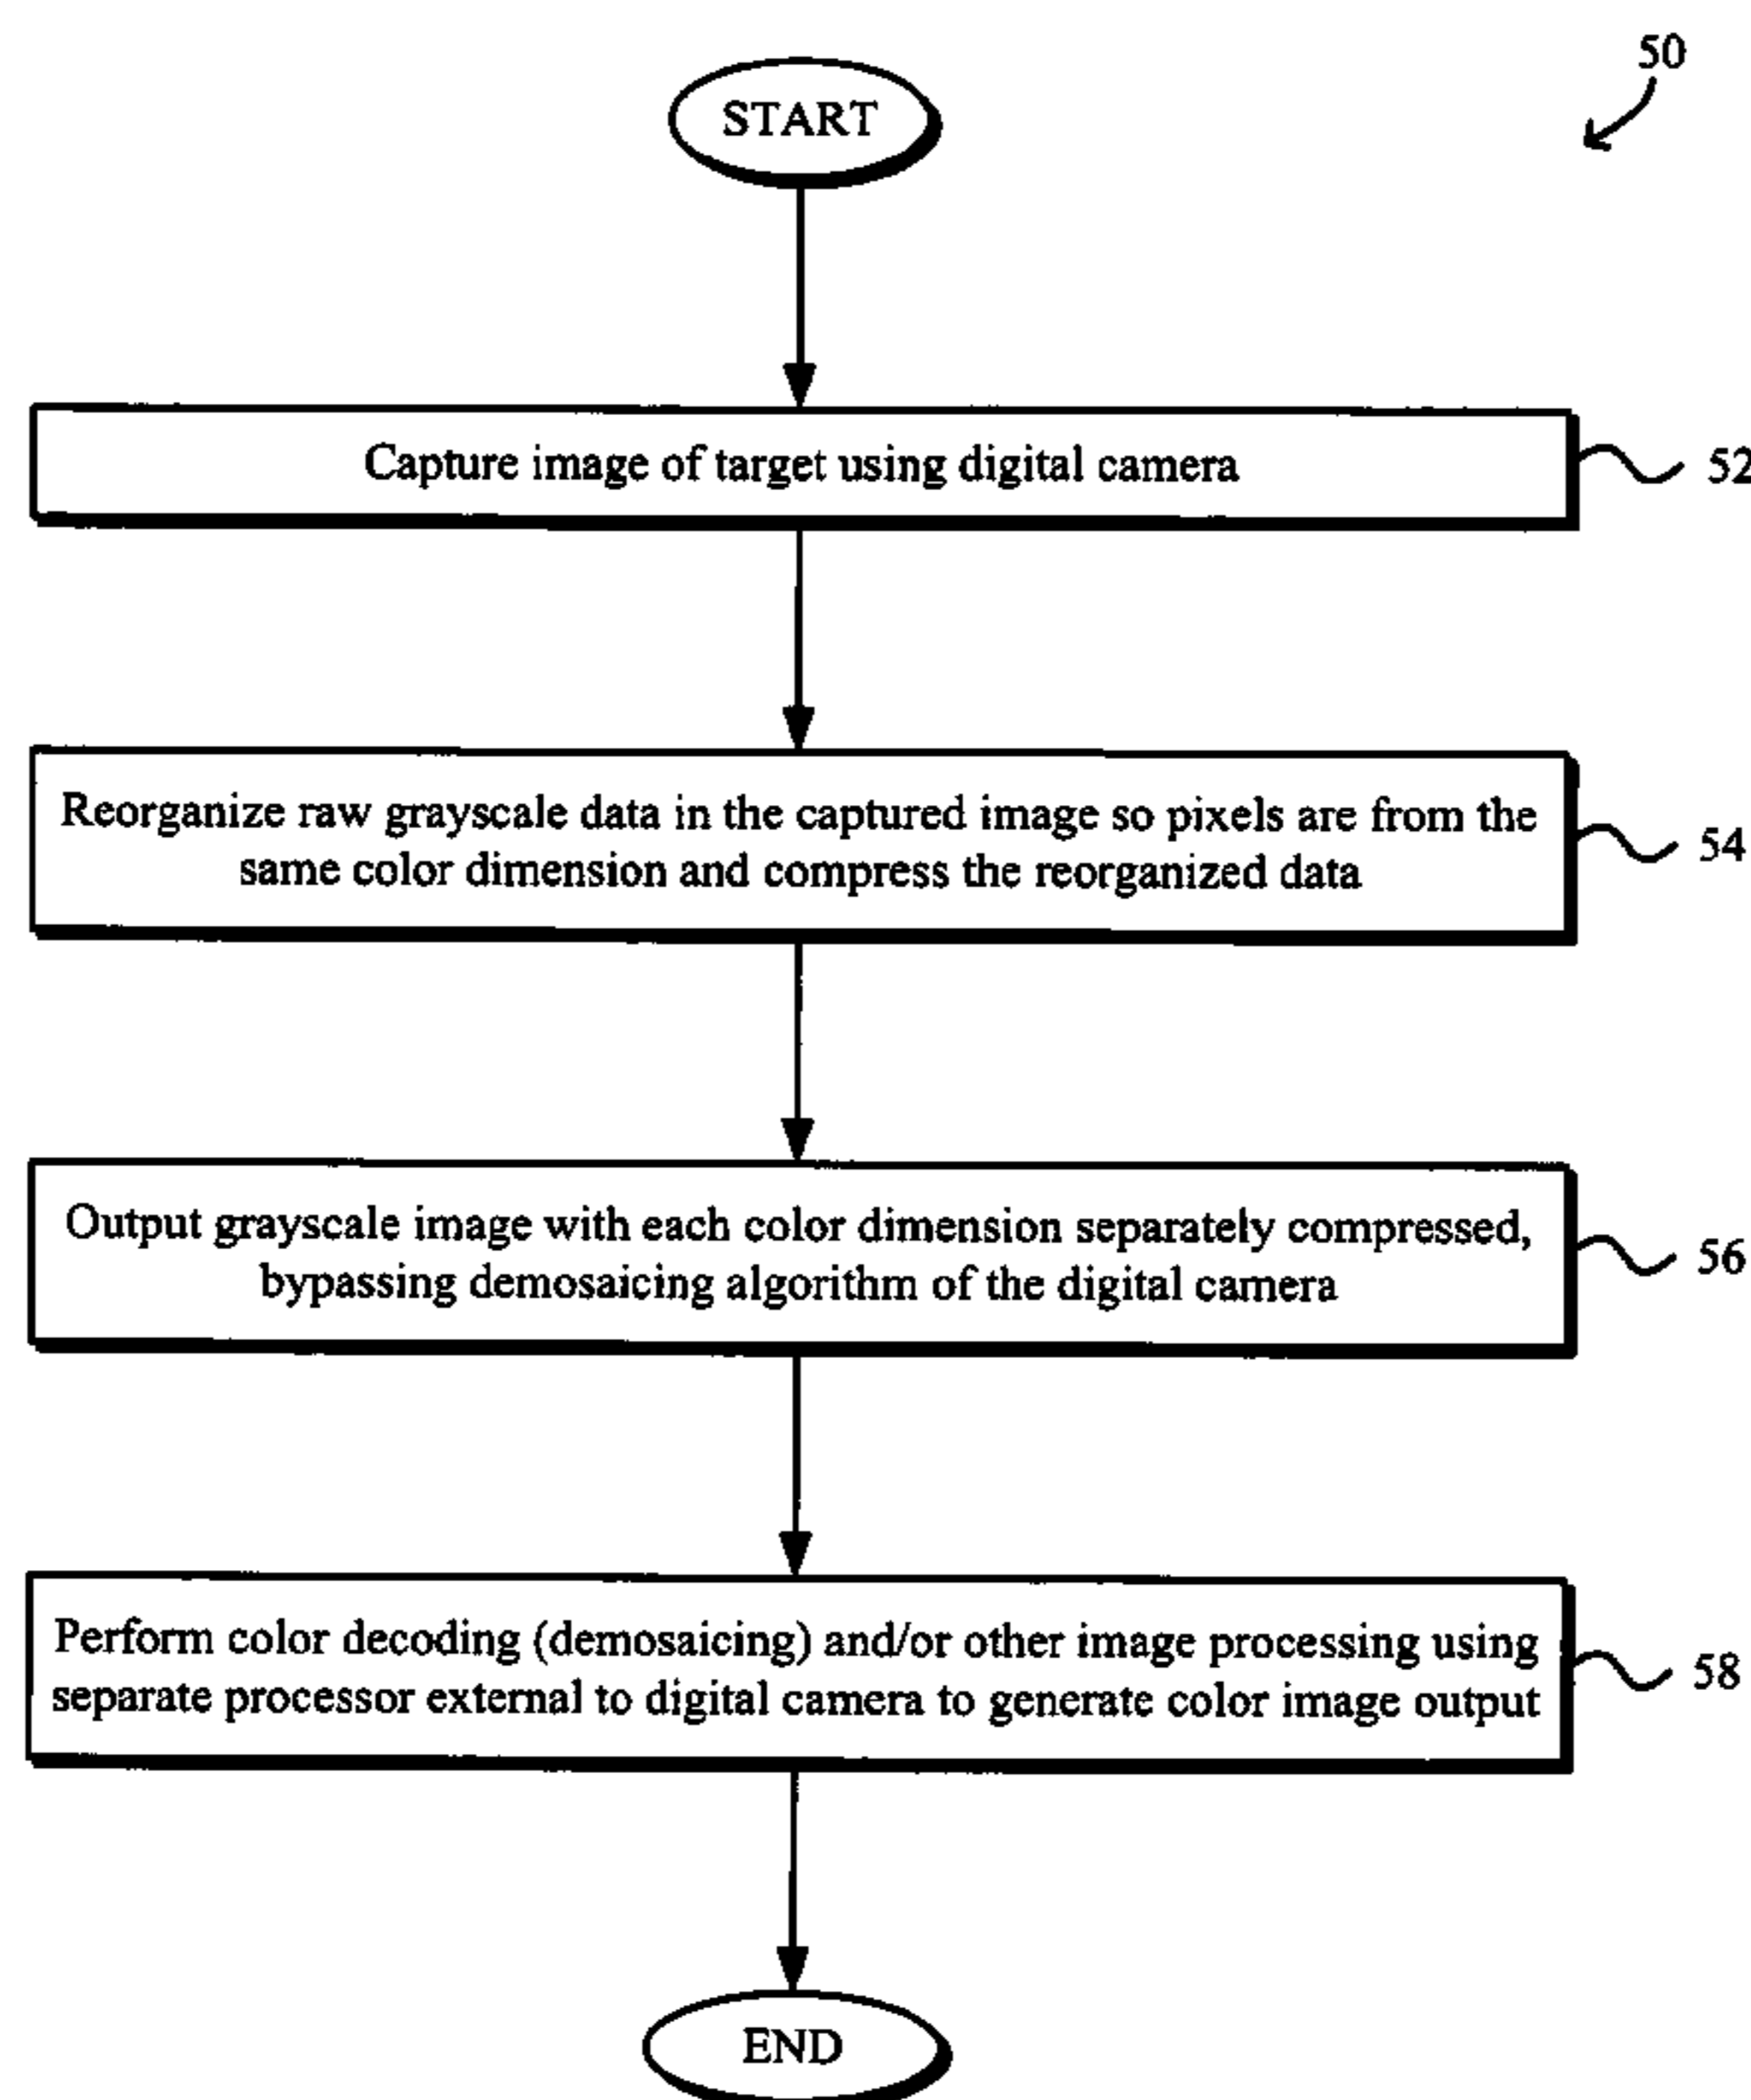 50
START
Capture image of target using digital camera
52
Reorganize raw grayscale data in the captured image so pixels are from the
same color dimension and compress the reorganized data
54
Output grayscale image with each color dimension separately compressed,
bypassing demosaicing algorithm of the digital camera
56
Perform color decoding (demosaicing) and/or other image processing using
separate processor external to digital camera to generate color image output
58
END